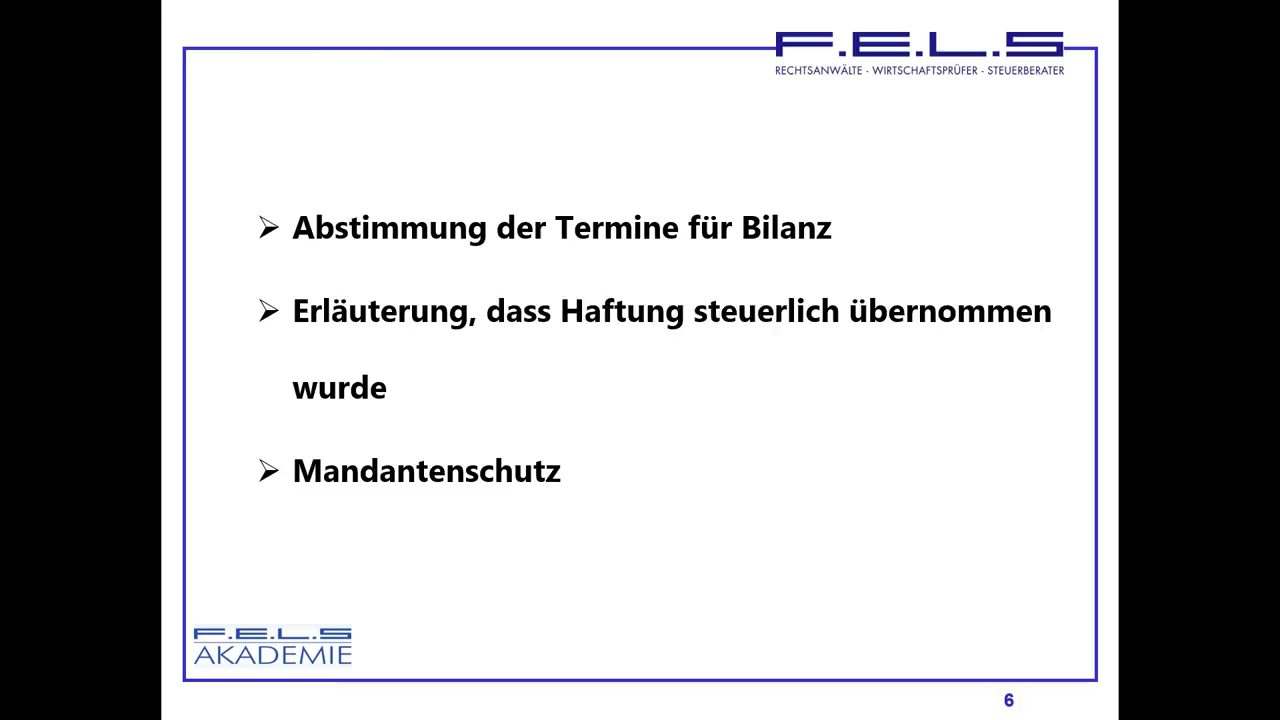 F.E.L.S
RECHTSANWÄLTE - WIRTSCHAFTSPRÜFER - STEUERBERATER
➢ Abstimmung der Termine für Bilanz
➢ Erläuterung, dass Haftung steuerlich übernommen
wurde
➢ Mandantenschutz
F.E.L.S
AKADEMIE
6